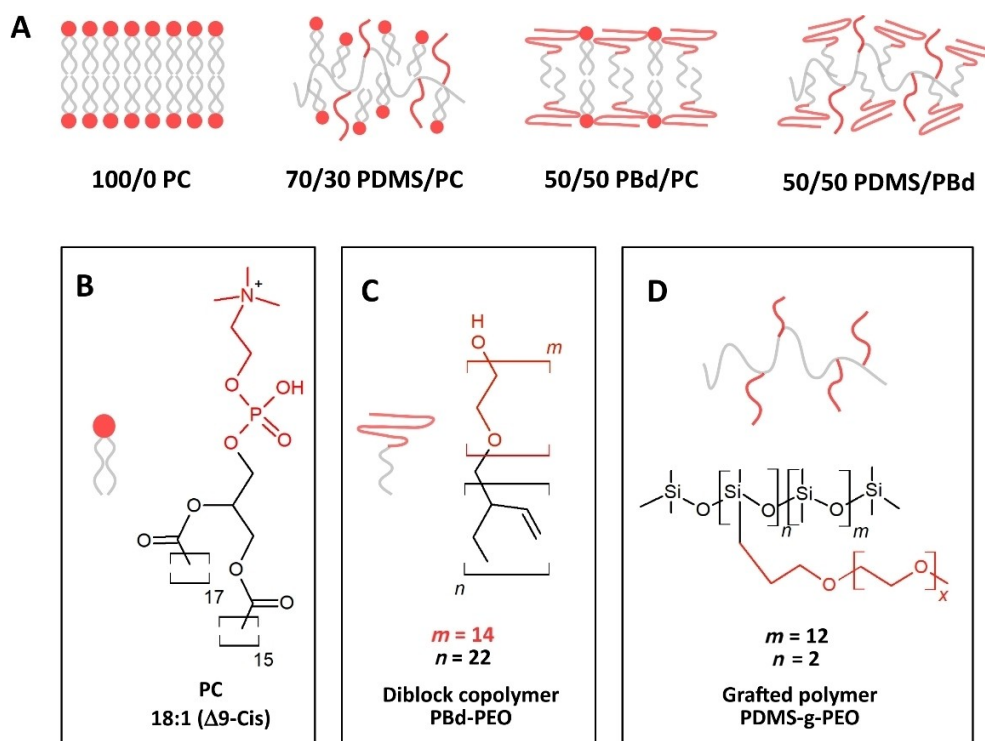 A
100/0 PC
70/30 PDMS/PC
50/50 PBd/PC
50/50 PDMS/PBd
B
N
+
O
OH
P
O
O
O
O
O
O
17
15
PC
18:1 (Δ9-Cis)
C
H
O
m
O
n
m = 14
n = 22
Diblock copolymer
PBd-PEO
D
Si
O
Si
O
Si
O
Si
n
m
O
O
x
m = 12
n = 2
Grafted polymer
PDMS-g-PEO